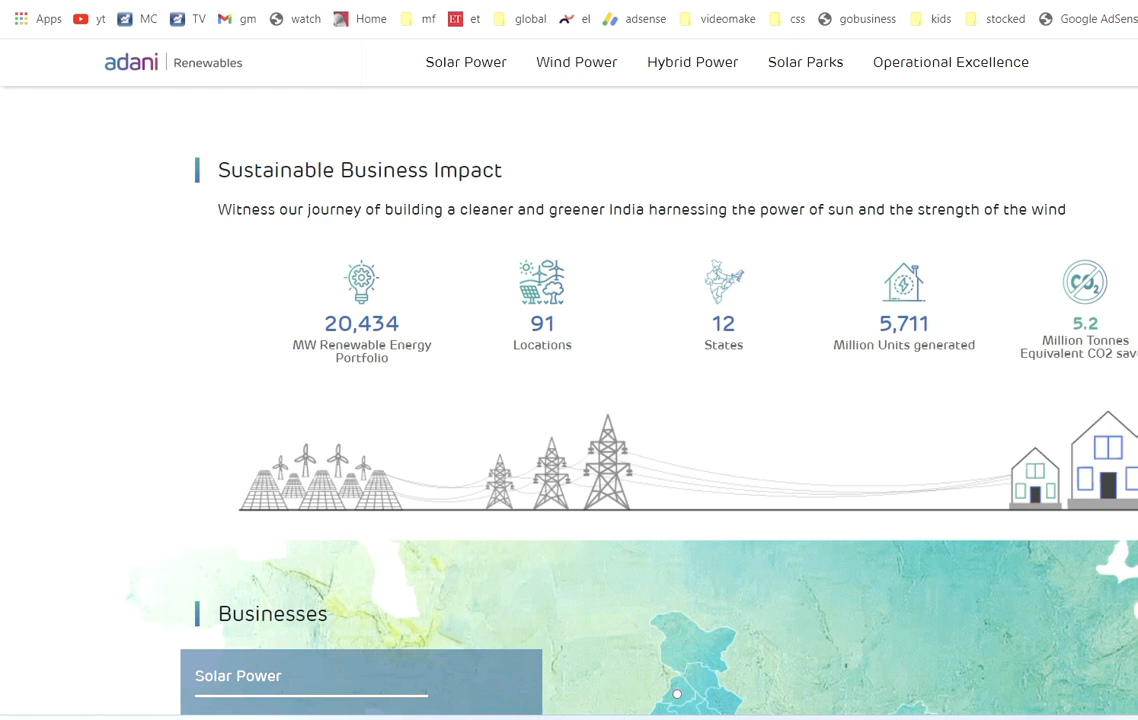 Apps yt MC TV gm watch Home mf ET et global el adsense videomake css gobusiness kids stocked Google AdSens
adani Renewables Solar Power Wind Power Hybrid Power Solar Parks Operational Excellence
Sustainable Business Impact
Witness our journey of building a cleaner and greener India harnessing the power of sun and the strength of the wind
CO2
20,434 91 12 5,711 5.2
MW Renewable Energy Locations States Million Units generated Million Tonnes
Portfolio Equivalent CO2 sav
Businesses
Solar Power